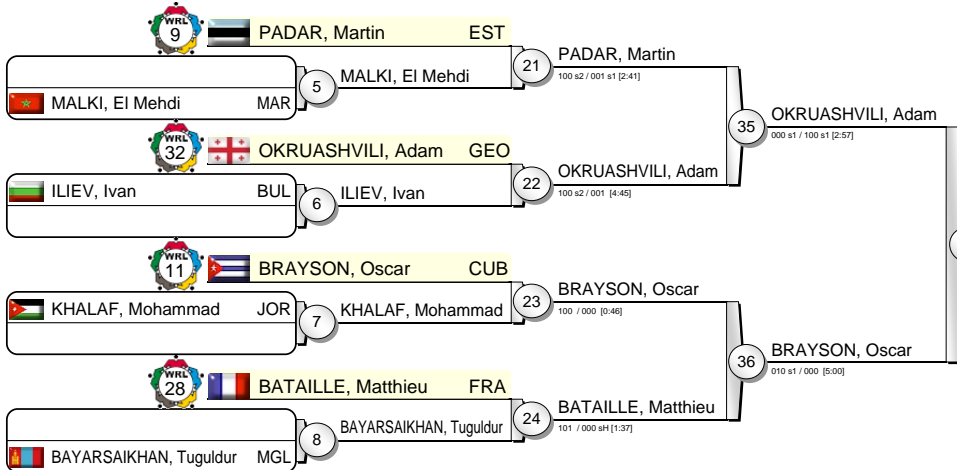 WRL
9
PADAR, Martin EST
MALKI, El Mehdi MAR
5
MALKI, El Mehdi
21
PADAR, Martin
100 s2 / 001 s1 [2:41]
WRL
32
OKRUASHVILI, Adam GEO
ILIEV, Ivan BUL
6
ILIEV, Ivan
22
OKRUASHVILI, Adam
100 s2 / 001 [4:45]
35
OKRUASHVILI, Adam
000 s1 / 100 s1 [2:57]
WRL
11
BRAYSON, Oscar CUB
KHALAF, Mohammad JOR
7
KHALAF, Mohammad
23
BRAYSON, Oscar
100 / 000 [0:46]
WRL
28
BATAILLE, Matthieu FRA
BAYARSAIKHAN, Tuguldur MGL
8
BAYARSAIKHAN, Tuguldur
24
BATAILLE, Matthieu
101 / 000 sH [1:37]
36
BRAYSON, Oscar
010 s1 / 000 [5:00]